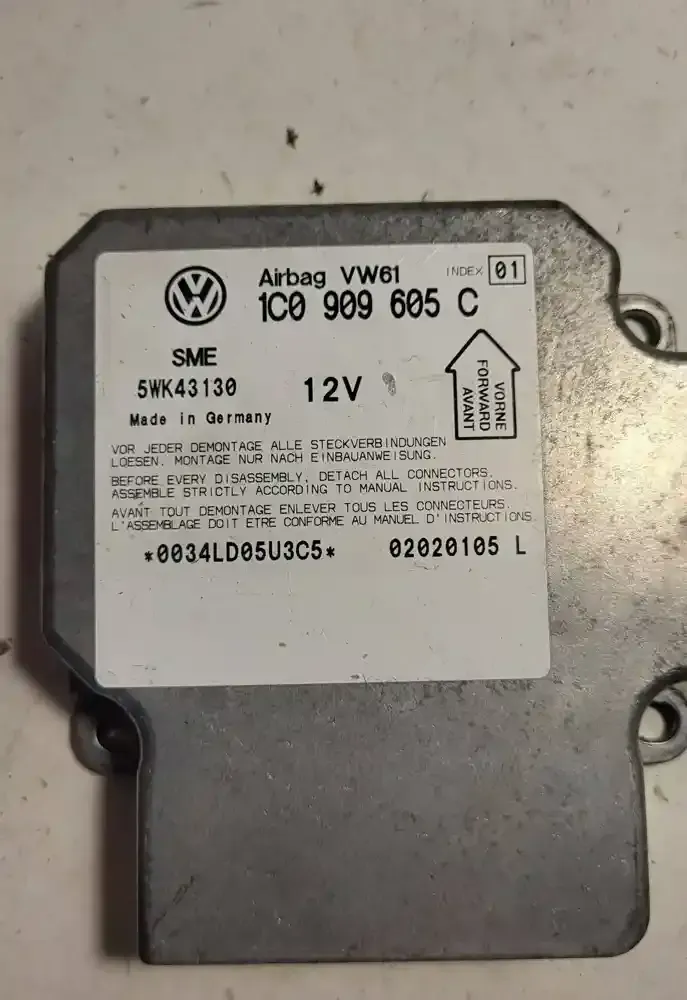 Airbag VW61 INDEX 01
1C0 909 605 C
SME
5WK43130 12V
Made in Germany
VORNE
FORWARD
AVANT
VOR JEDER DEMONTAGE ALLE STECKVERBINDUNGEN
LOESEN. MONTAGE NUR NACH EINBAUANWEISUNG.
BEFORE EVERY DISASSEMBLY, DETACH ALL CONNECTORS.
ASSEMBLE STRICTLY ACCORDING TO MANUAL INSTRUCTIONS.
AVANT TOUT DEMONTAGE ENLEVER TOUS LES CONNECTEURS.
L'ASSEMBLAGE DOIT ETRE CONFORME AU MANUEL D'INSTRUCTIONS
*0034LD05U3C5* 02020105 L